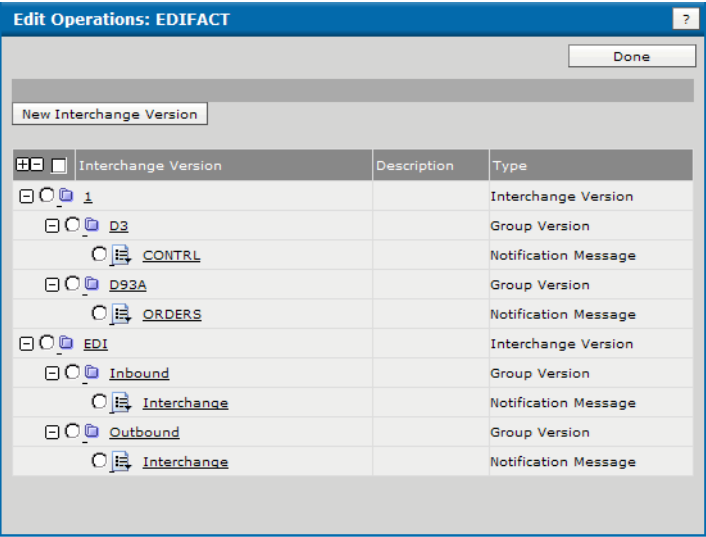 Edit Operations: EDIFACT
?
Done
New Interchange Version
Interchange Version Description Type
1 Interchange Version
D3 Group Version
CONTRL Notification Message
D93A Group Version
ORDERS Notification Message
EDI Interchange Version
Inbound Group Version
Interchange Notification Message
Outbound Group Version
Interchange Notification Message